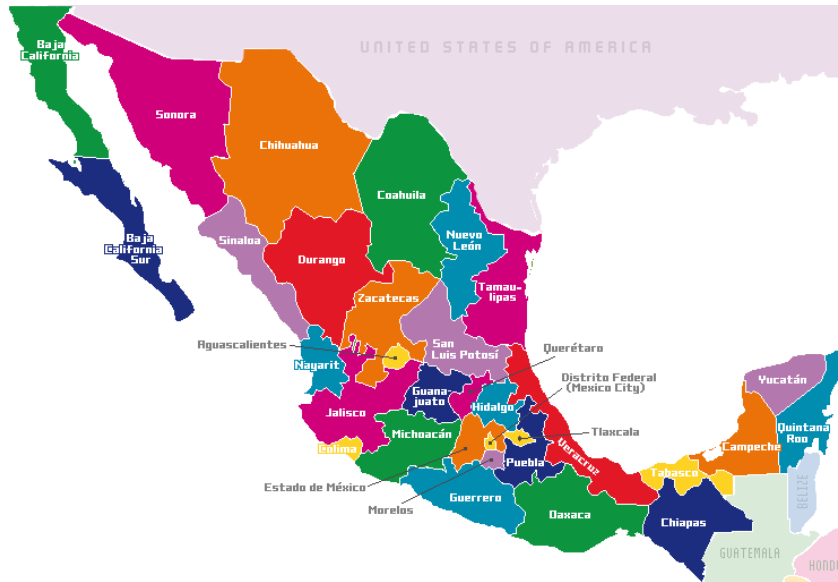 UNITED STATES OF AMERICA
Baja
California
Sonora
Chihuahua
Coahuila
Baja
California
Sur
Sinaloa
Nuevo
León
Durango
Tamau-
lipas
Zacatecas
Aguascalientes
San
Luis Potosí
Querétaro
Nayarit
Distrito Federal
(Mexico City)
Yucatán
Guana-
juato
Jalisco
Hidalgo
Quintana
Roo
Tlaxcala
Michoacán
Colima
Veracruz
Campeche
Puebla
Tabasco
Estado de México
Guerrero
Morelos
Oaxaca
Chiapas
BELIZE
GUATEMALA
HONDU